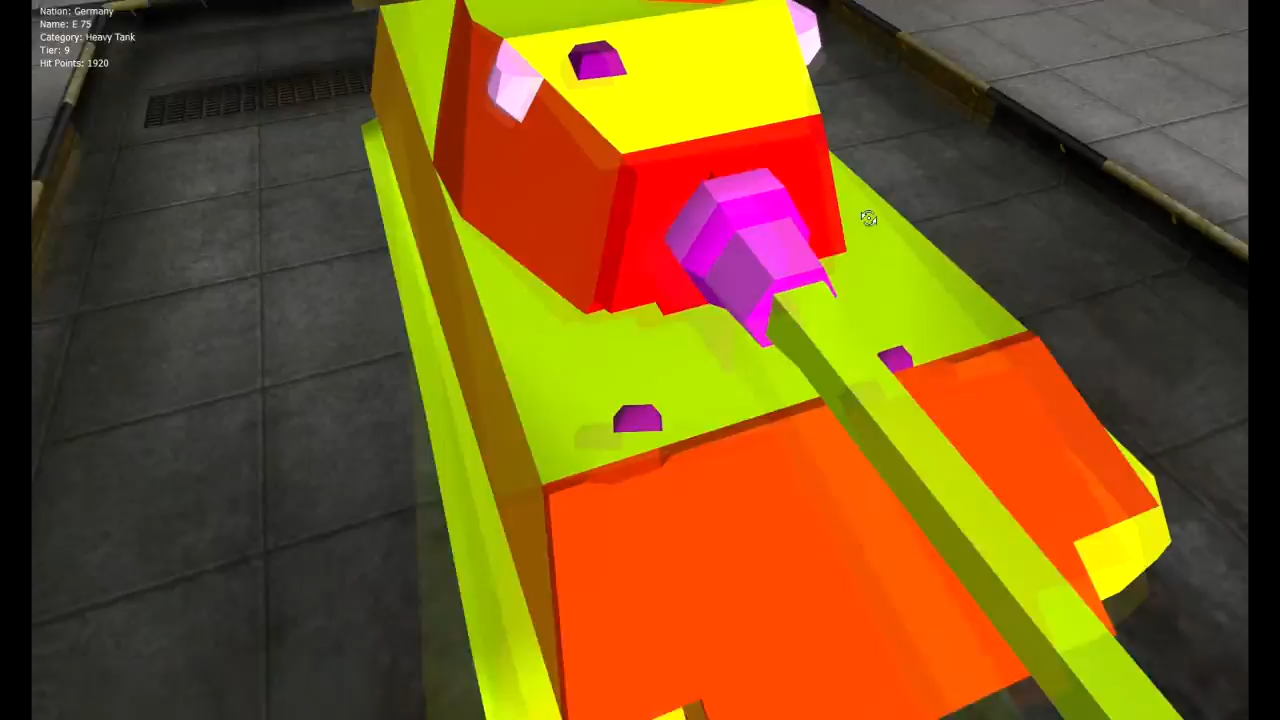 Nation: Germany
Name: E 75
Category: Heavy Tank
Tier: 9
Hit Points: 1920